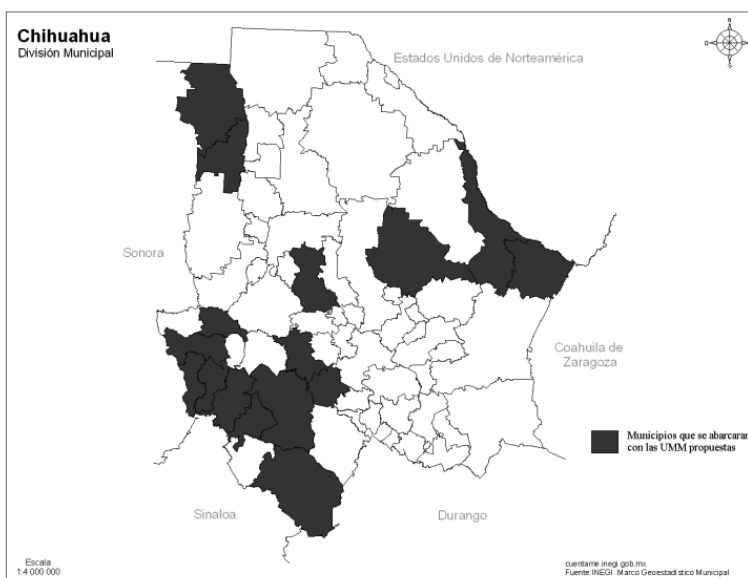 Chihuahua
División Municipal
Estados Unidos de Norteamérica
N
S
Sonora
Coahuila de
Zaragoza
Municipios que se abarcaran
con las UMM propuestas
Sinaloa
Durango
Escala
1:4 000 000
cuentame.inegi.gob.mx
Fuente:INEGI. Marco Geoestadístico Municipal